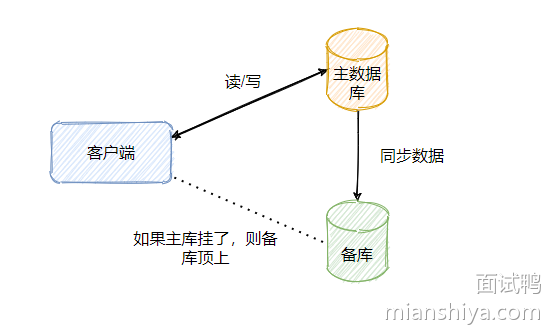 读/写
主数据
库
客户端
同步数据
如果主库挂了，则备
库顶上
备库
面试鸭
mianshiya.com